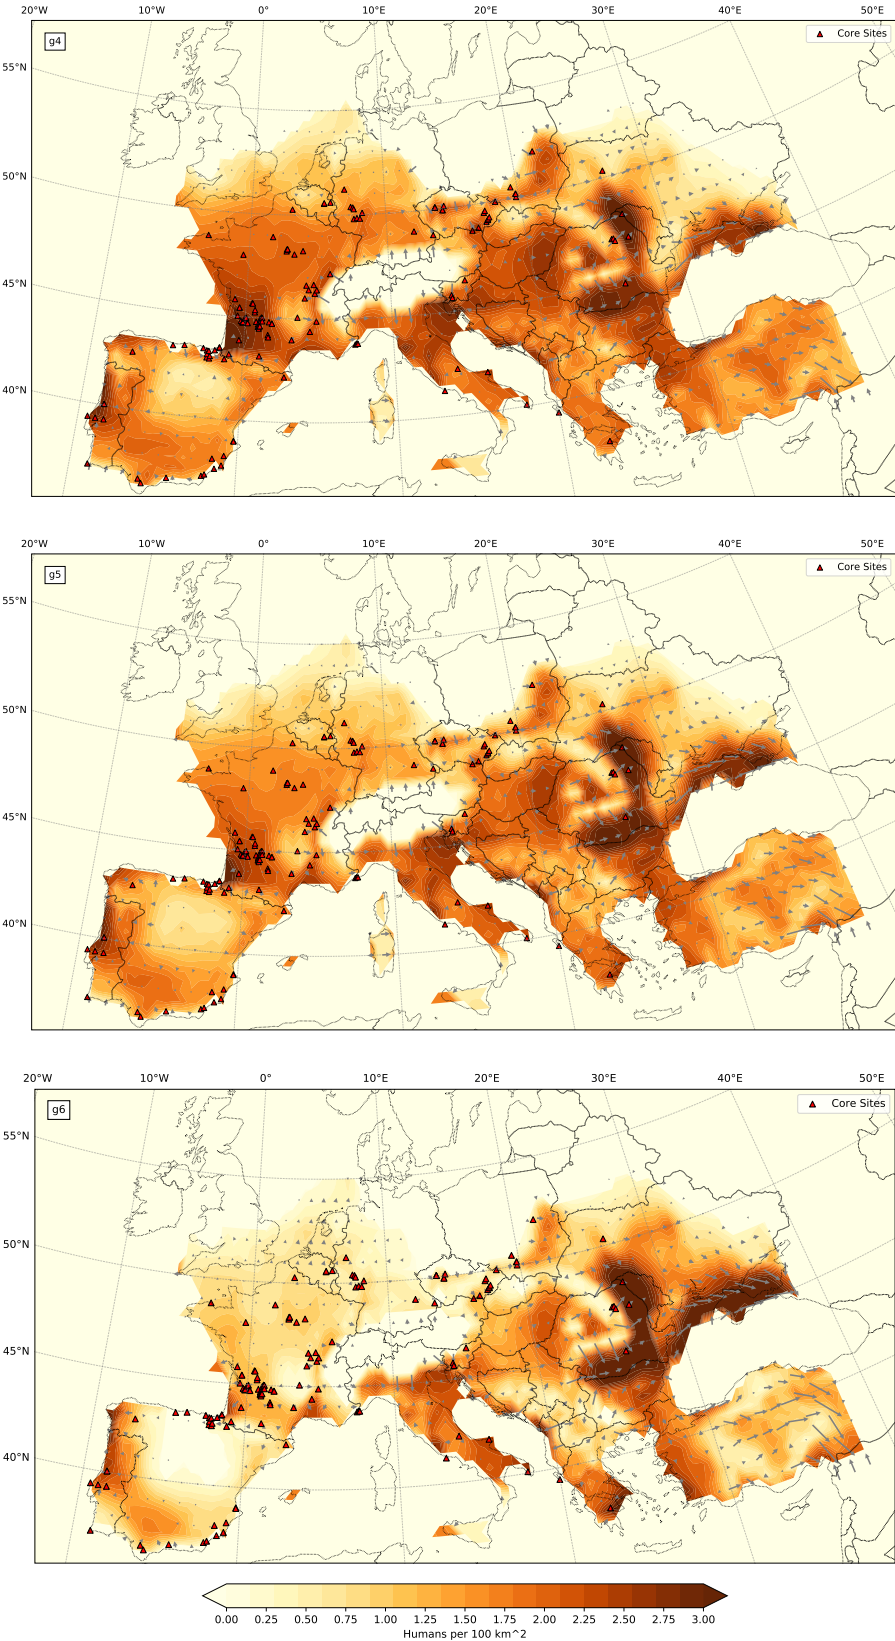 20°W 10°W 0° 10°E 20°E 30°E 40°E 50°E
g4
Core Sites
55°N
50°N
45°N
40°N
20°W 10°W 0° 10°E 20°E 30°E 40°E 50°E
g5
Core Sites
55°N
50°N
45°N
40°N
20°W 10°W 0° 10°E 20°E 30°E 40°E 50°E
g6
Core Sites
55°N
50°N
45°N
40°N
0.00 0.25 0.50 0.75 1.00 1.25 1.50 1.75 2.00 2.25 2.50 2.75 3.00
Humans per 100 km^2